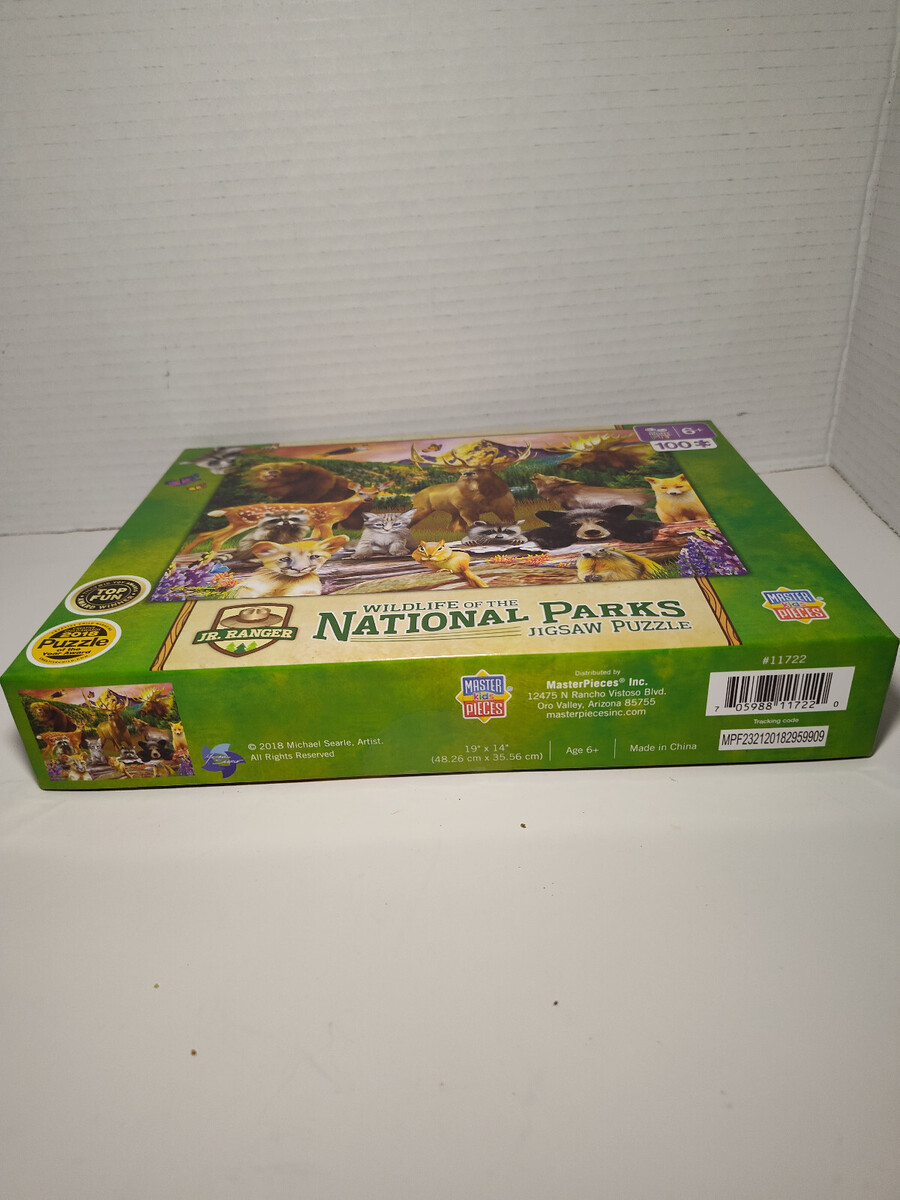 6+
100
TOP
FUN
2018
Puzzle
of the
Year Award
JR. RANGER
WILDLIFE OF THE
NATIONAL PARKS
JIGSAW PUZZLE
MASTER
KIDS
PIECES
© 2018 Michael Searle, Artist.
All Rights Reserved
MASTER
KIDS
PIECES
19" x 14"
(48.26 cm x 35.56 cm)
Distributed by
MasterPieces® Inc.
12475 N Rancho Vistoso Blvd.
Oro Valley, Arizona 85755
masterpiecesinc.com
Age 6+
Made in China
#11722
7 05988 11722 0
Tracking code
MPF232120182959909